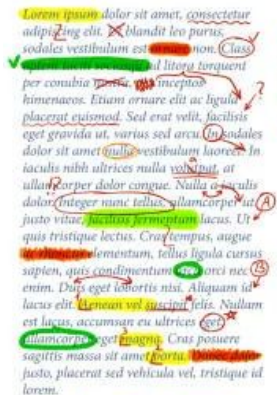 Lorem ipsum dolor sit amet, consectetur
adipiscing elit. blandit leo purus,
sodales vestibulum est ornare non. Class
aptent taciti sociosqu ad litora torquent
per conubia nostra, inceptos
himenaeos. Etiam ornare elit ac ligula ?
placerat euismod. Sed erat velit, facilisis ?
eget gravida ut, varius sed arcu. In sodales
dolor sit amet nulla vestibulum laoreet. In
iaculis nibh ultrices nulla volutpat, at
ullamcorper dolor congue. Nulla a iaculis
dolor. Integer nunc tellus, ullamcorper ut A
justo vitae, facilisis fermentum lacus. Ut
quis tristique lectus. Cras tempus, augue
ac rhoncus elementum, tellus ligula cursus
sapien, quis condimentum orci nec B
enim. Duis eget lobortis nisi. Aliquam id
lacus elit. Aenean vel suscipit felis. Nullam
est lacus, accumsan eu ultrices eget,
ullamcorper eget magna. Cras posuere
sagittis massa sit amet porta. Donec dolor
justo, placerat sed vehicula vel, tristique id
lorem.